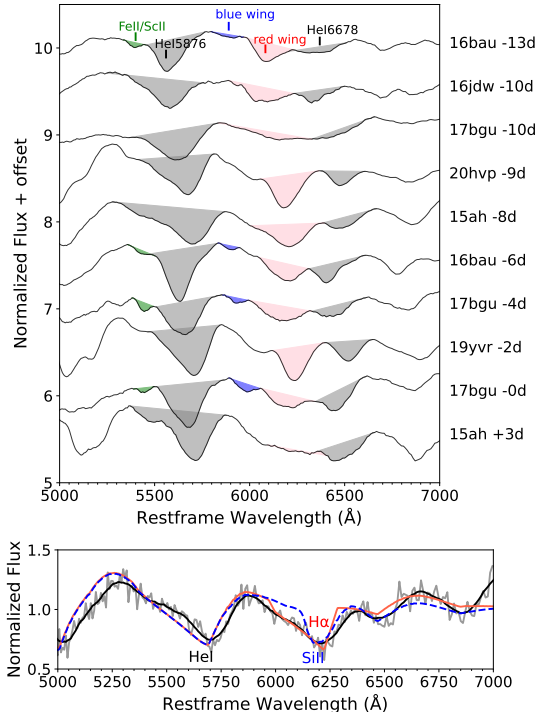 FeII/ScII
blue wing
HeI5876
red wing
HeI6678
10
9
8
7
6
5
Normalized Flux + offset
16bau -13d
16jdw -10d
17bgu -10d
20hvp -9d
15ah -8d
16bau -6d
17bgu -4d
19yvr -2d
17bgu -0d
15ah +3d
5000 5500 6000 6500 7000
Restframe Wavelength (Å)
1.5
1.0
0.5
Normalized Flux
HeI
Hα
SiII
5000 5250 5500 5750 6000 6250 6500 6750 7000
Restframe Wavelength (Å)